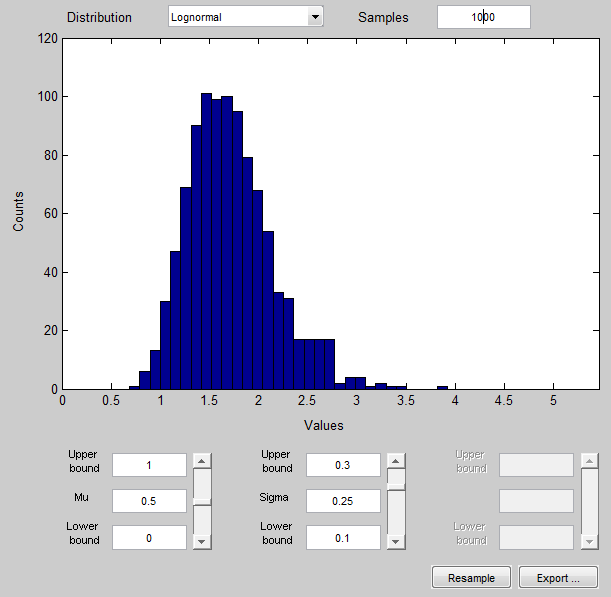 Distribution Lognormal Samples 1000
120
100
80
60
40
20
0
Counts
0 0.5 1 1.5 2 2.5 3 3.5 4 4.5 5
Values
Upper bound 1 Upper bound 0.3 Upper bound
Mu 0.5 Sigma 0.25
Lower bound 0 Lower bound 0.1 Lower bound
Resample Export ...